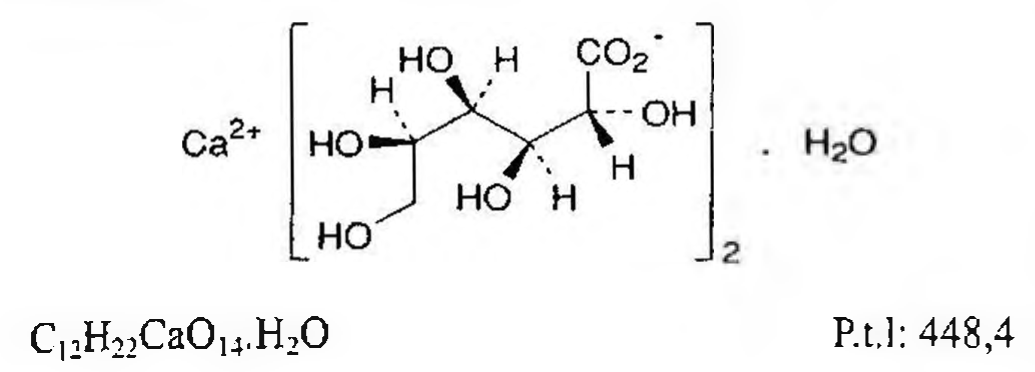 CO₂⁻
HO H
H
OH
Ca²⁺ HO . H₂O
H
HO H
HO
2
C₁₂H₂₂CaO₁₄.H₂O P.t.l: 448,4